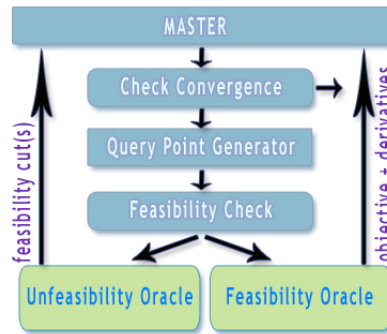 MASTER
Check Convergence
Query Point Generator
Feasibility Check
feasibility cut(s)
objective + derivatives
Unfeasibility Oracle
Feasibility Oracle